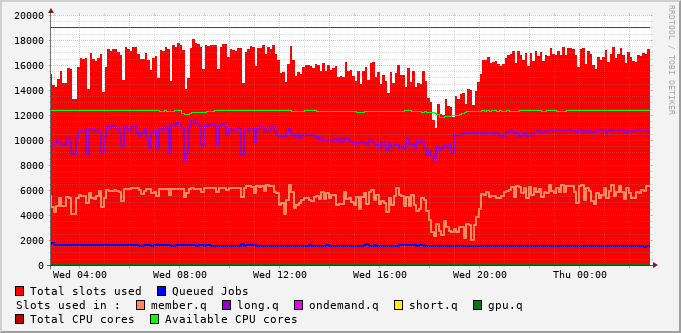 20000
18000
16000
14000
12000
10000
8000
6000
4000
2000
0
Wed 04:00 Wed 08:00 Wed 12:00 Wed 16:00 Wed 20:00 Thu 00:00
Total slots used Queued Jobs
Slots used in : member.q long.q ondemand.q short.q gpu.q
Total CPU cores Available CPU cores
RRDTOOL / TOBI OETIKER